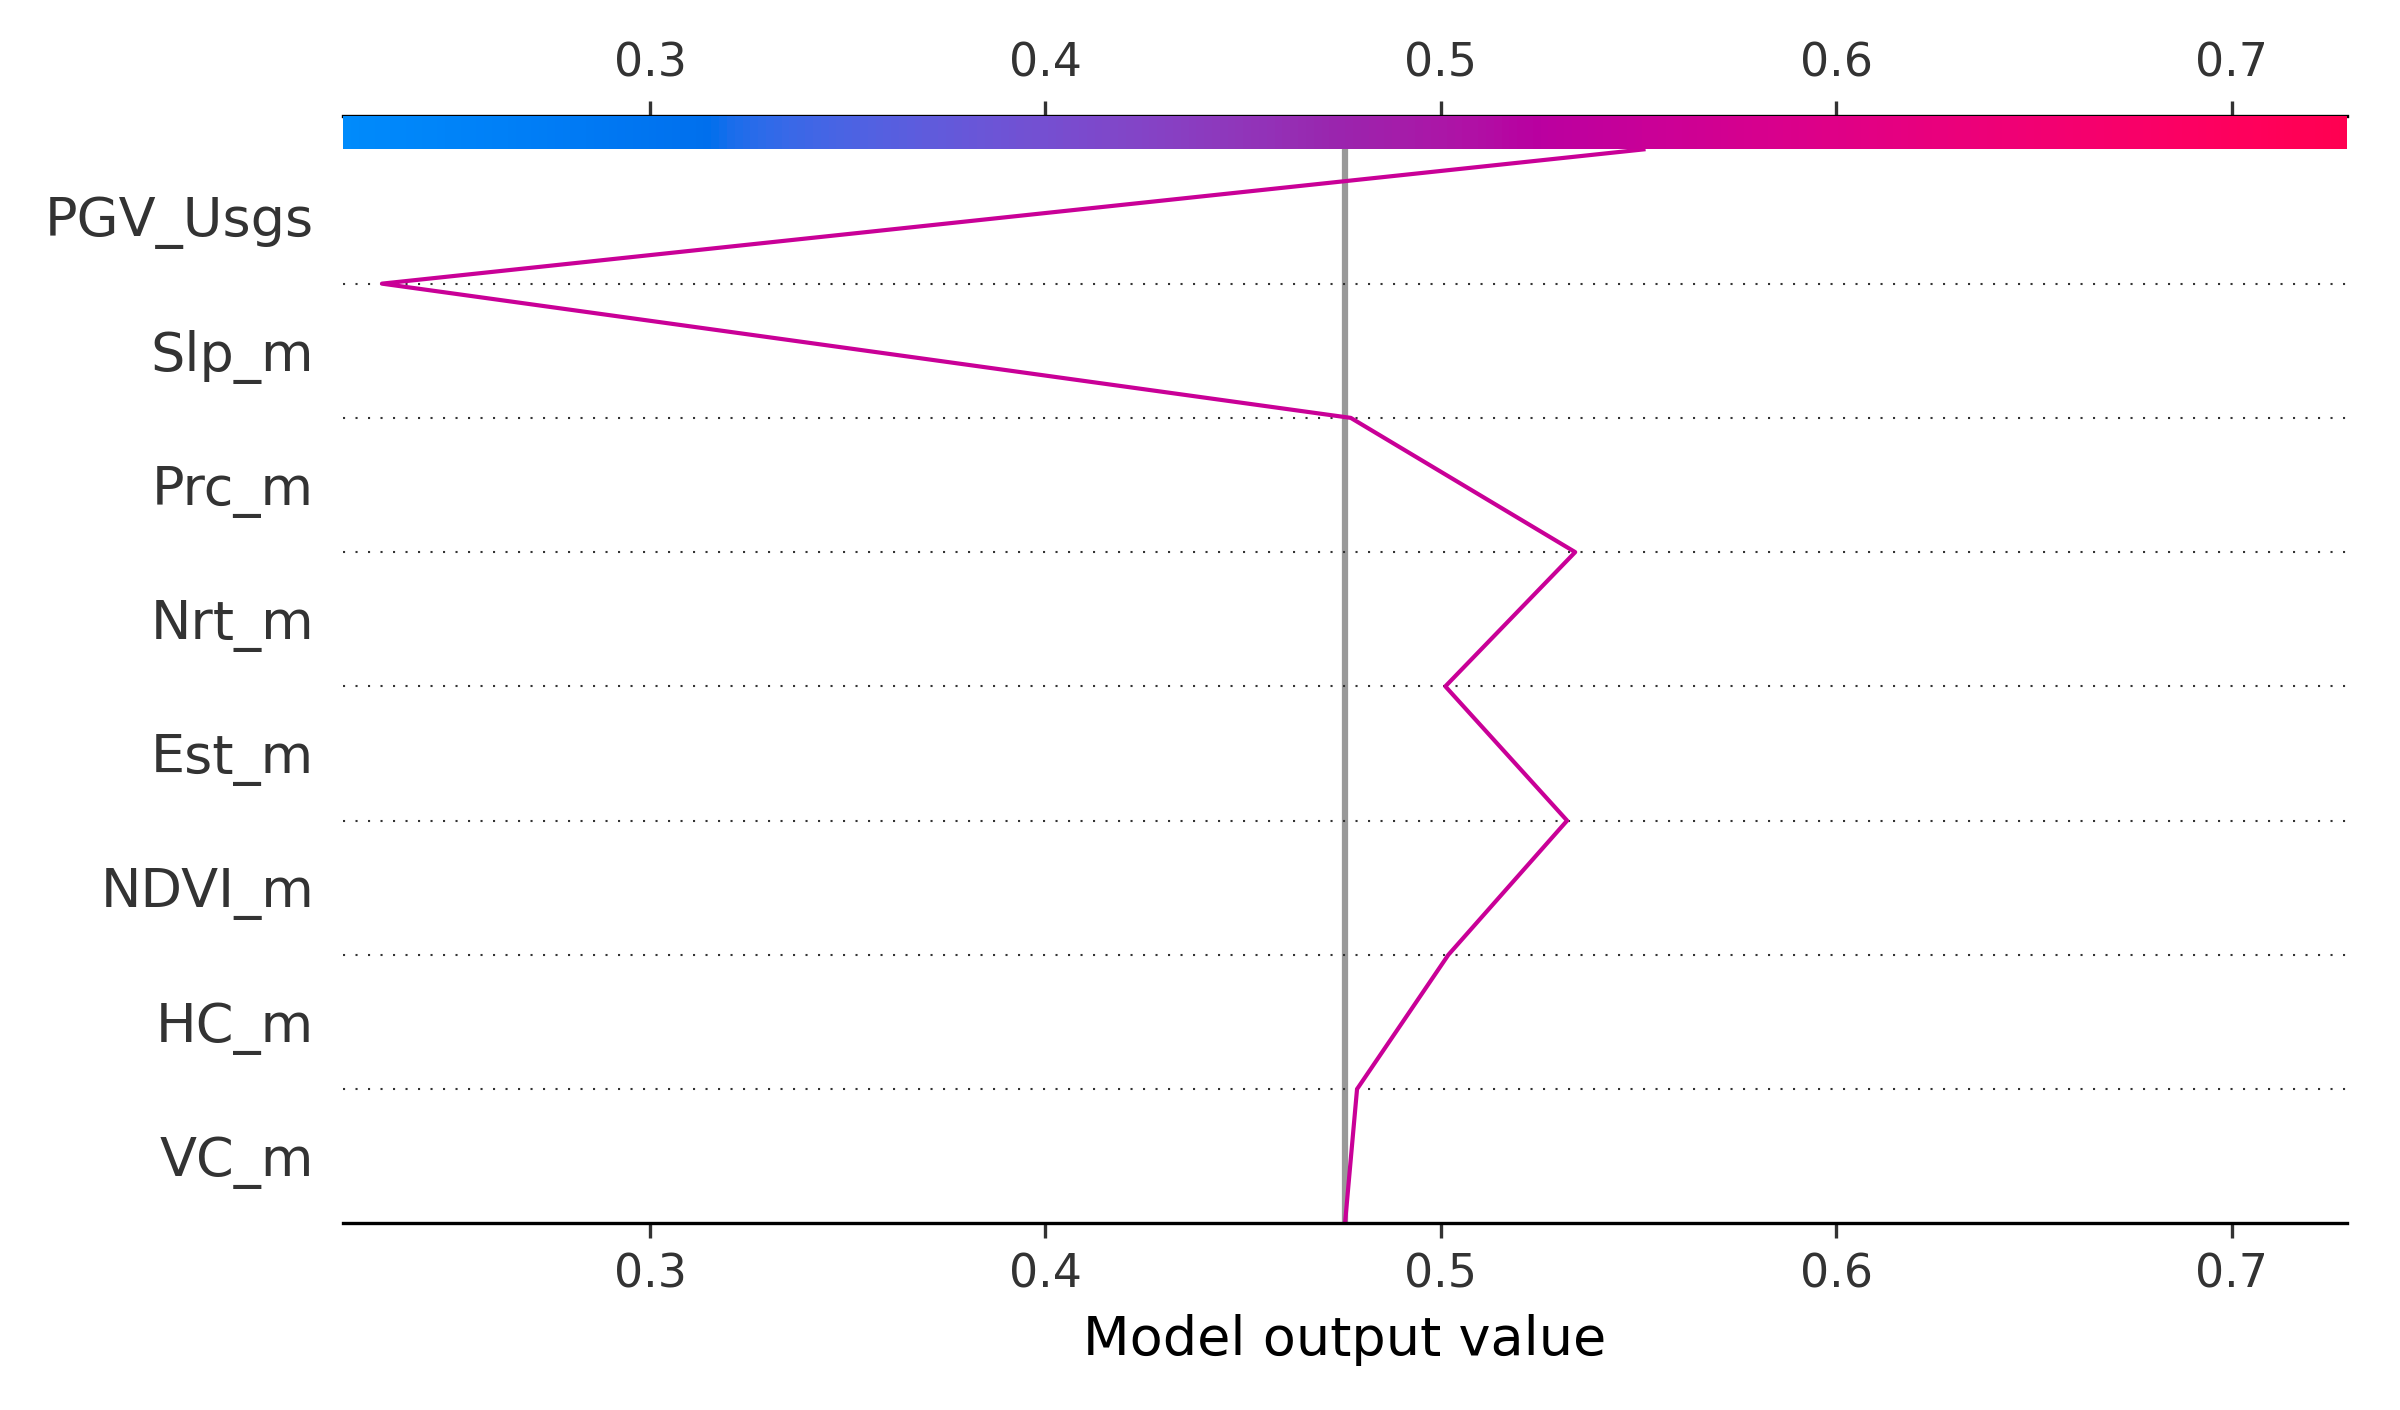 0.3 0.4 0.5 0.6 0.7
PGV_Usgs
Slp_m
Prc_m
Nrt_m
Est_m
NDVI_m
HC_m
VC_m
0.3 0.4 0.5 0.6 0.7
Model output value